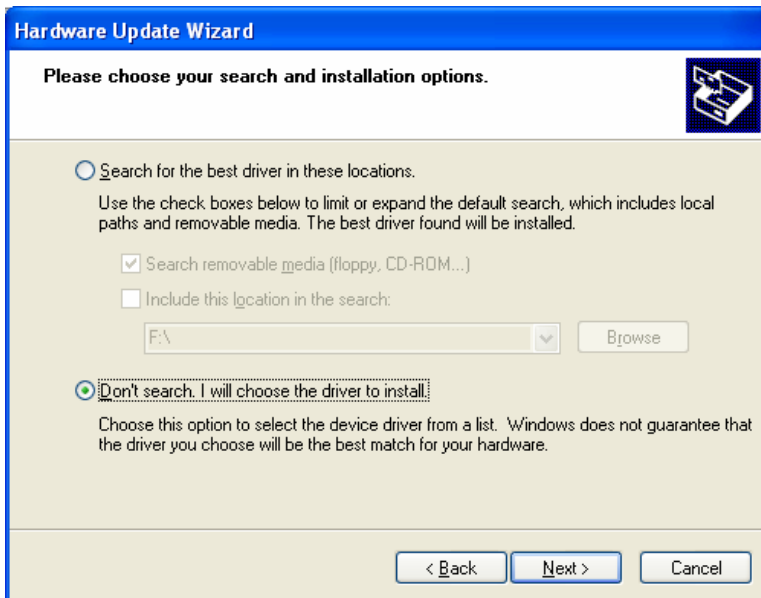 Hardware Update Wizard
Please choose your search and installation options.
Search for the best driver in these locations.
Use the check boxes below to limit or expand the default search, which includes local
paths and removable media. The best driver found will be installed.
Search removable media (floppy, CD-ROM...)
Include this location in the search:
F:\
Browse
Don't search. I will choose the driver to install.
Choose this option to select the device driver from a list.  Windows does not guarantee that
the driver you choose will be the best match for your hardware.
< Back
Next >
Cancel